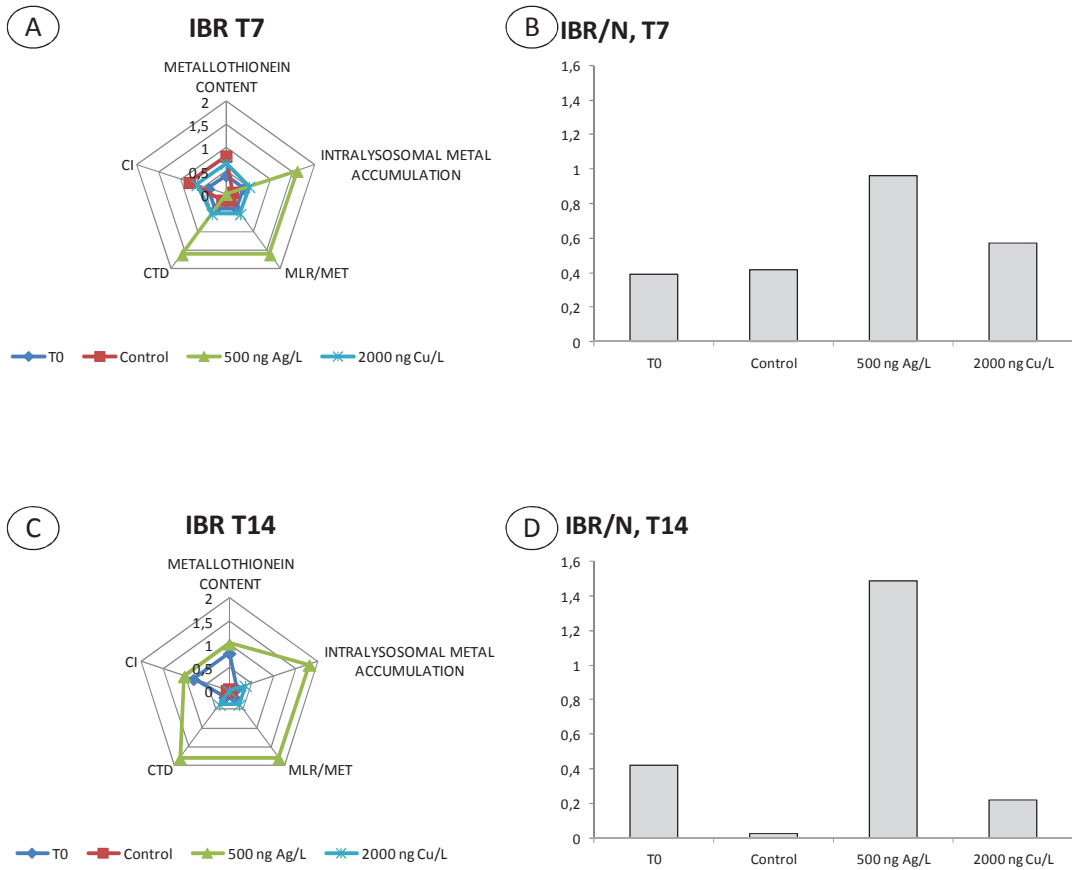 A
IBR T7
METALLOTHIONEIN
CONTENT
2
1,5
1
0,5
0
INTRALYSOSOMAL METAL
ACCUMULATION
MLR/MET
CTD
CI
T0 Control 500 ng Ag/L 2000 ng Cu/L
B
IBR/N, T7
1,6
1,4
1,2
1
0,8
0,6
0,4
0,2
0
T0 Control 500 ng Ag/L 2000 ng Cu/L
C
IBR T14
METALLOTHIONEIN
CONTENT
2
1,5
1
0,5
0
INTRALYSOSOMAL METAL
ACCUMULATION
MLR/MET
CTD
CI
T0 Control 500 ng Ag/L 2000 ng Cu/L
D
IBR/N, T14
1,6
1,4
1,2
1
0,8
0,6
0,4
0,2
0
T0 Control 500 ng Ag/L 2000 ng Cu/L